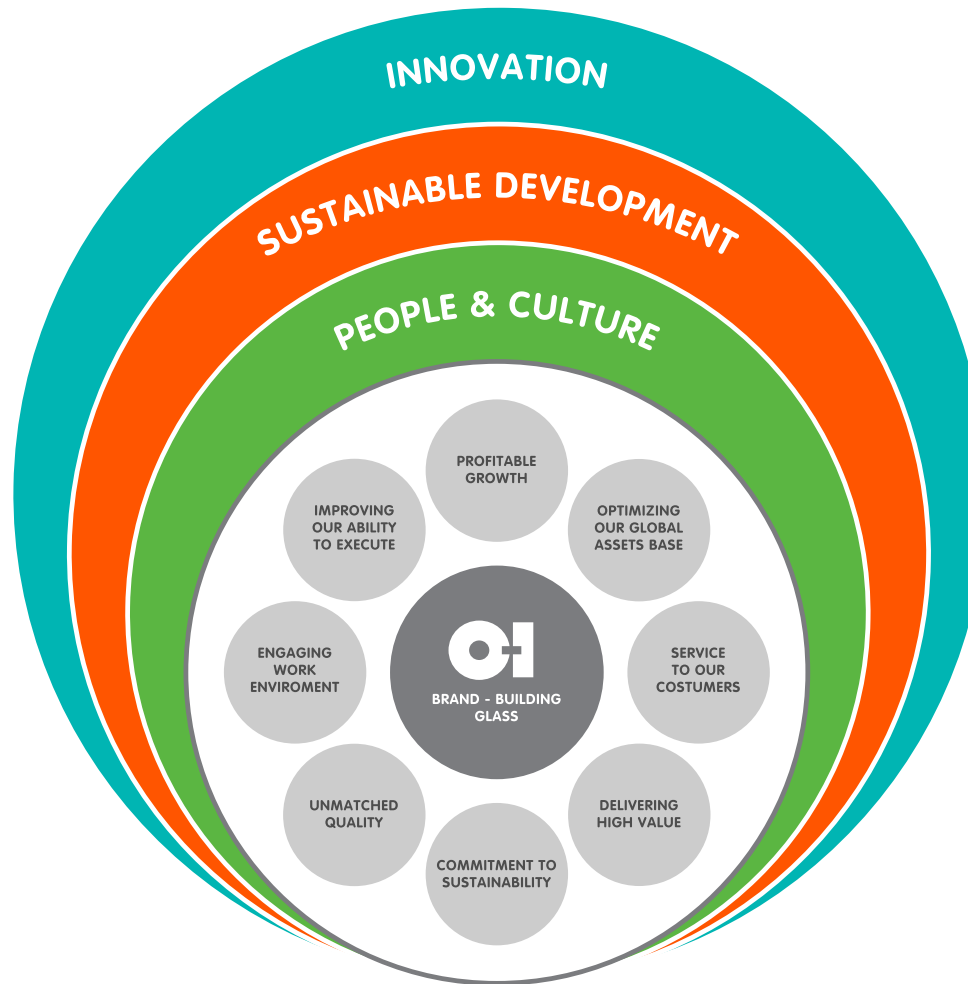 INNOVATION
SUSTAINABLE DEVELOPMENT
PEOPLE & CULTURE
PROFITABLE
GROWTH
OPTIMIZING
OUR GLOBAL
ASSETS BASE
SERVICE
TO OUR
COSTUMERS
DELIVERING
HIGH VALUE
COMMITMENT TO
SUSTAINABILITY
UNMATCHED
QUALITY
ENGAGING
WORK
ENVIROMENT
IMPROVING
OUR ABILITY
TO EXECUTE
O-I
BRAND - BUILDING
GLASS